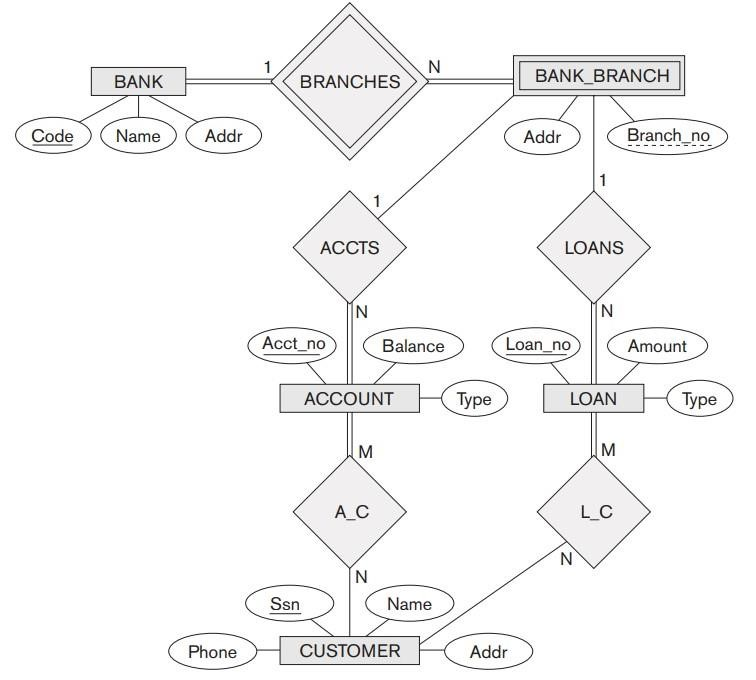 1 BRANCHES N
BANK BANK_BRANCH
Code Name Addr Addr Branch_no
1 1
ACCTS LOANS
N N
Acct_no Balance Loan_no Amount
ACCOUNT Type LOAN Type
M M
A_C L_C
N N
Ssn Name
Phone CUSTOMER Addr